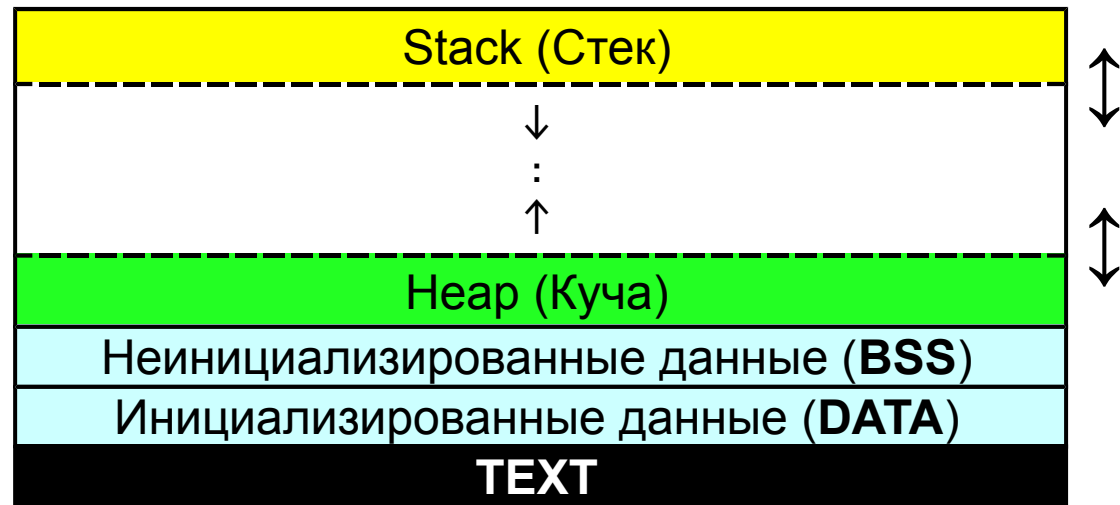 Stack (Стек)
↓
:
↑
Heap (Куча)
Неинициализированные данные (BSS)
Инициализированные данные (DATA)
TEXT